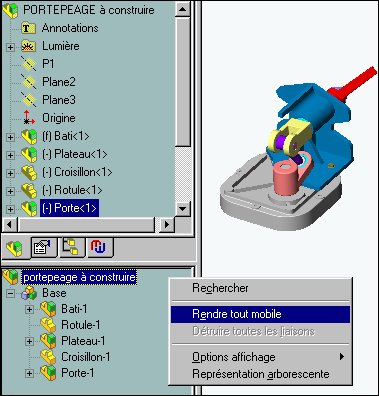 PORTEPEAGE à construire
Annotations
Lumière
P1
Plane2
Plane3
Origine
(f) Bati<1>
(-) Plateau<1>
(-) Croisillon<1>
(-) Rotule<1>
(-) Porte<1>
portepeage à construire
Base
Bati-1
Rotule-1
Plateau-1
Croisillon-1
Porte-1
Rechercher
Rendre tout mobile
Détruire toutes les liaisons
Options affichage
Représentation arborescente